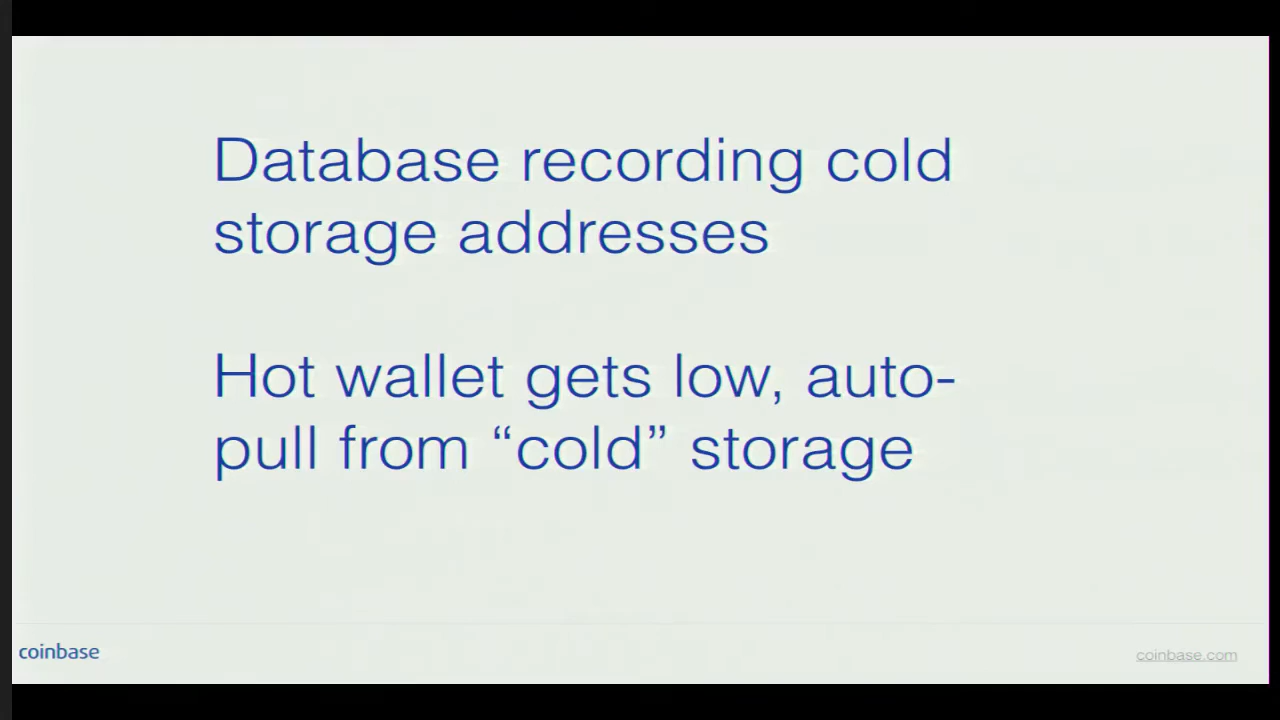 Database recording cold
storage addresses
Hot wallet gets low, auto-
pull from “cold” storage
coinbase
coinbase.com